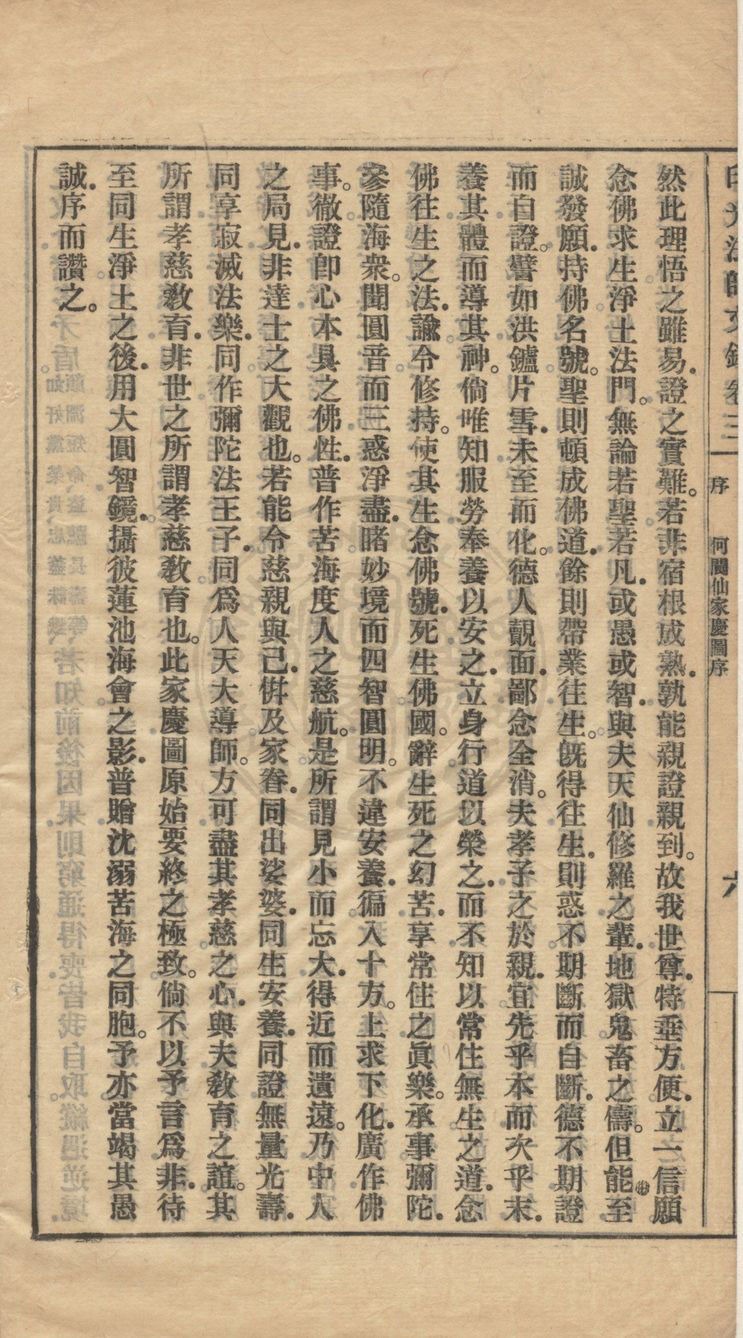 印光法師文鈔卷三
序
何閬仙家慶圖序
六
然此理悟之雖易。證之實難。若非宿根成熟。孰能親證親到。故我世尊。特垂方便。立一信願
念佛求生淨土法門。無論若聖若凡。或愚或智。與夫天仙修羅之輩。地獄鬼畜之儔。但能至
誠發願。持佛名號。聖則頓成佛道。餘則帶業往生。既得往生。則惑不期斷而自斷。德不期證
而自證。譬如洪鑪片雪。未至而化。德人覿面。鄙念全消。夫孝子之於親。宜先乎本而次乎末。
養其體而導其神。倘唯知服勞奉養以安之。立身行道以榮之。而不知以常住無生之道。念
佛往生之法。諭令修持。使其生念佛號。死生佛國。辭生死之幻苦。享常住之眞樂。承事彌陀。
參隨海衆。聞圓音而三惑淨盡。睹妙境而四智圓明。不違安養。徧入十方。上求下化。廣作佛
事。徹證卽心本具之佛性。普作苦海度人之慈航。是所謂見小而忘大。得近而遺遠。乃中人
之局見。非達士之大觀也。若能令慈親與己。倂及家眷。同出娑婆。同生安養。同證無量光壽。
同享寂滅法樂。同作彌陀法王子。同爲人天大導師。方可盡其孝慈之心。與夫敎育之誼。其
所謂孝慈敎育。非世之所謂孝慈敎育也。此家慶圖原始要終之極致。倘不以予言爲非。待
至同生淨土之後。用大圓智鏡。攝彼蓮池海會之影。普贈沈溺苦海之同胞。予亦當竭其愚
誠。序而讚之。